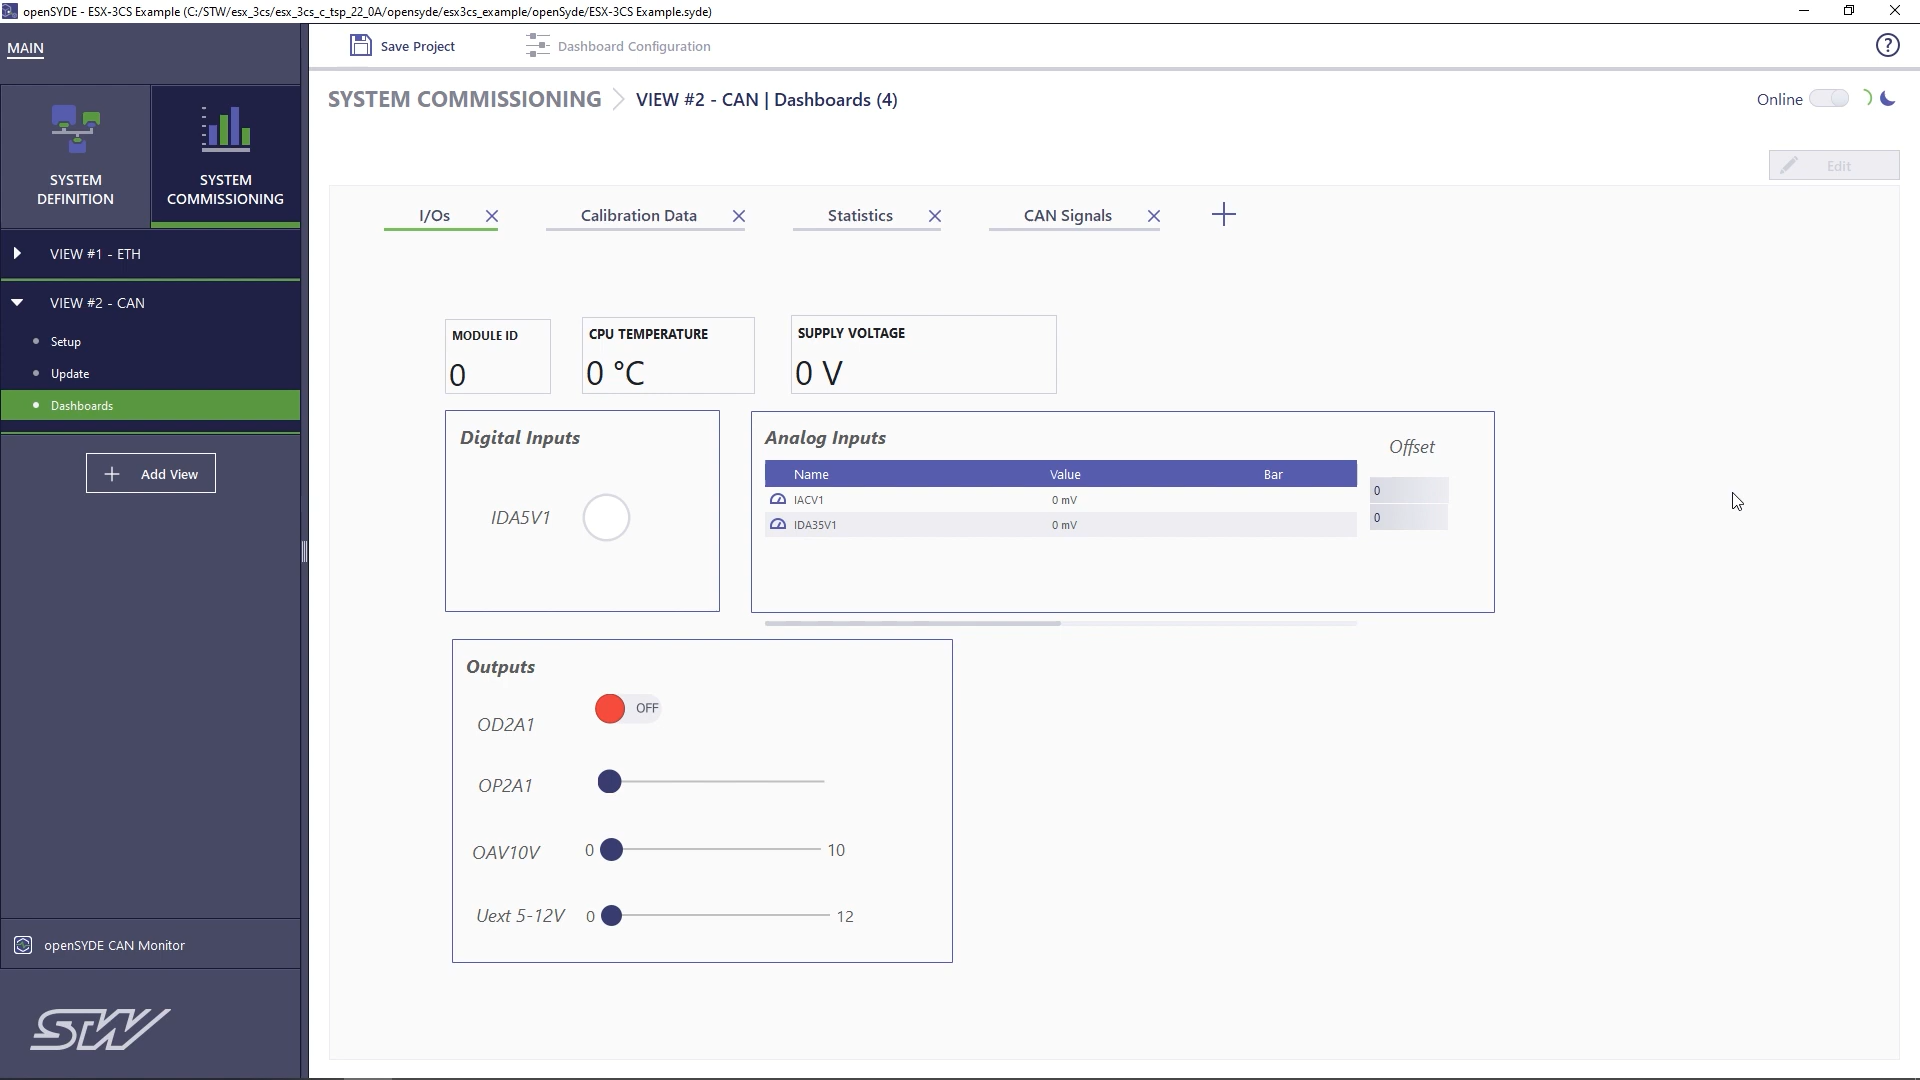 openSYDE - ESX-3CS Example (C:/STW/esx_3cs/esx_3cs_c_tsp_22_0A/opensyde/esx3cs_example/openSyde/ESX-3CS Example.syde)
MAIN
Save Project
Dashboard Configuration
?
SYSTEM COMMISSIONING
VIEW #2 - CAN | Dashboards (4)
Online
Edit
SYSTEM
DEFINITION
SYSTEM
COMMISSIONING
VIEW #1 - ETH
VIEW #2 - CAN
Setup
Update
Dashboards
Add View
openSYDE CAN Monitor
STW
I/Os
Calibration Data
Statistics
CAN Signals
MODULE ID
0
CPU TEMPERATURE
0 °C
SUPPLY VOLTAGE
0 V
Digital Inputs
IDA5V1
Analog Inputs
Offset
Name Value Bar
IACV1 0 mV 0
IDA35V1 0 mV 0
Outputs
OD2A1 OFF
OP2A1
OAV10V 0 10
Uext 5-12V 0 12